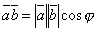 a̅b̅ = |a̅||b̅| cos φ